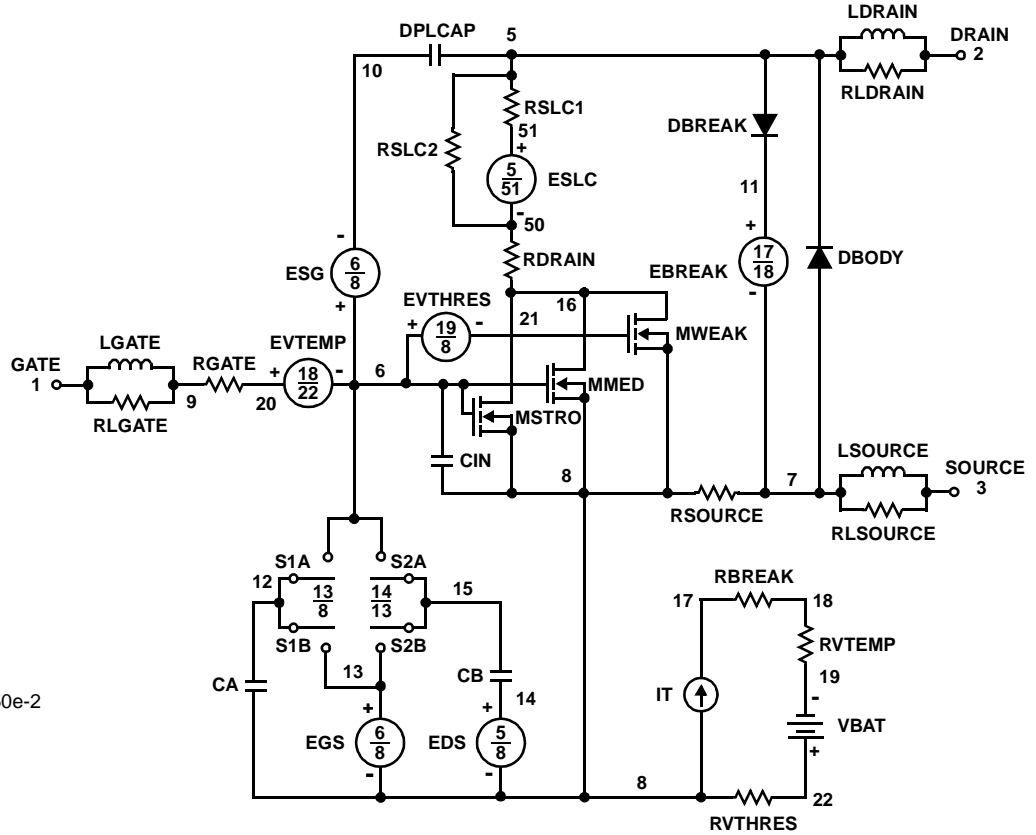 LDRAIN
DPLCAP
5
DRAIN
2
10
RLDRAIN
RSLC1
51
+
RSLC2
5
51
ESLC
-
50
DBREAK
11
+
17
18
EBREAK
-
DBODY
-
ESG
6
8
+
RDRAIN
16
21
EVTHRES
+
19
8
-
MWEAK
LGATE
GATE
1
RLGATE
9
RGATE
20
EVTEMP
+
18
22
-
6
MMED
MSTRO
CIN
8
RSOURCE
7
LSOURCE
SOURCE
3
RLSOURCE
S1A
S2A
12
13
8
14
13
15
S1B
S2B
13
CA
CB
14
+
EGS
6
8
-
+
EDS
5
8
-
8
RBREAK
17
18
RVTEMP
19
IT
-
VBAT
+
22
RVTHRES
0e-2